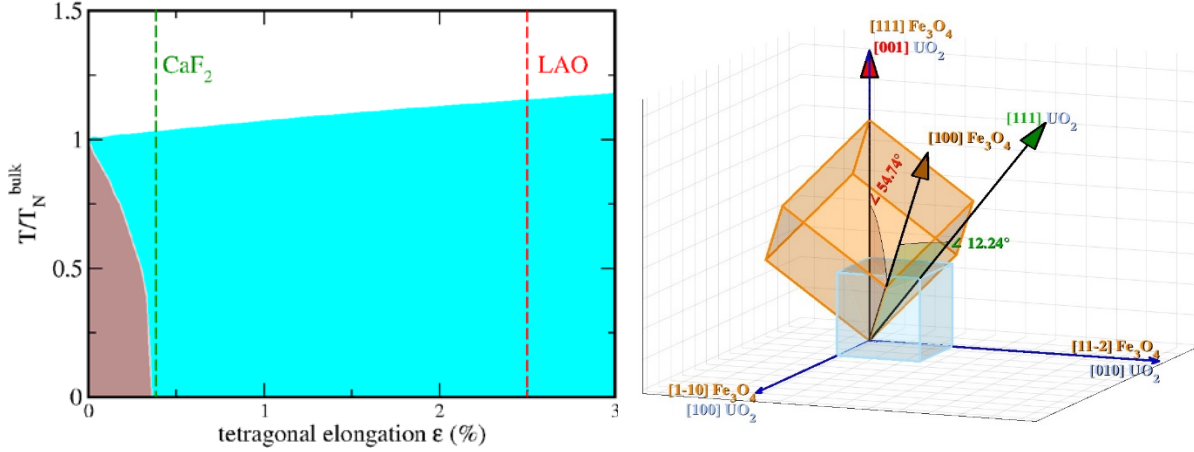 1.5
CaF2
LAO
1
T/TN^bulk
0.5
0
0
1
2
3
tetragonal elongation ε (%)
[111] Fe3O4
[001] UO2
[111] UO2
[100] Fe3O4
∠ 54.74°
∠ 12.24°
[11-2] Fe3O4
[010] UO2
[1-10] Fe3O4
[100] UO2